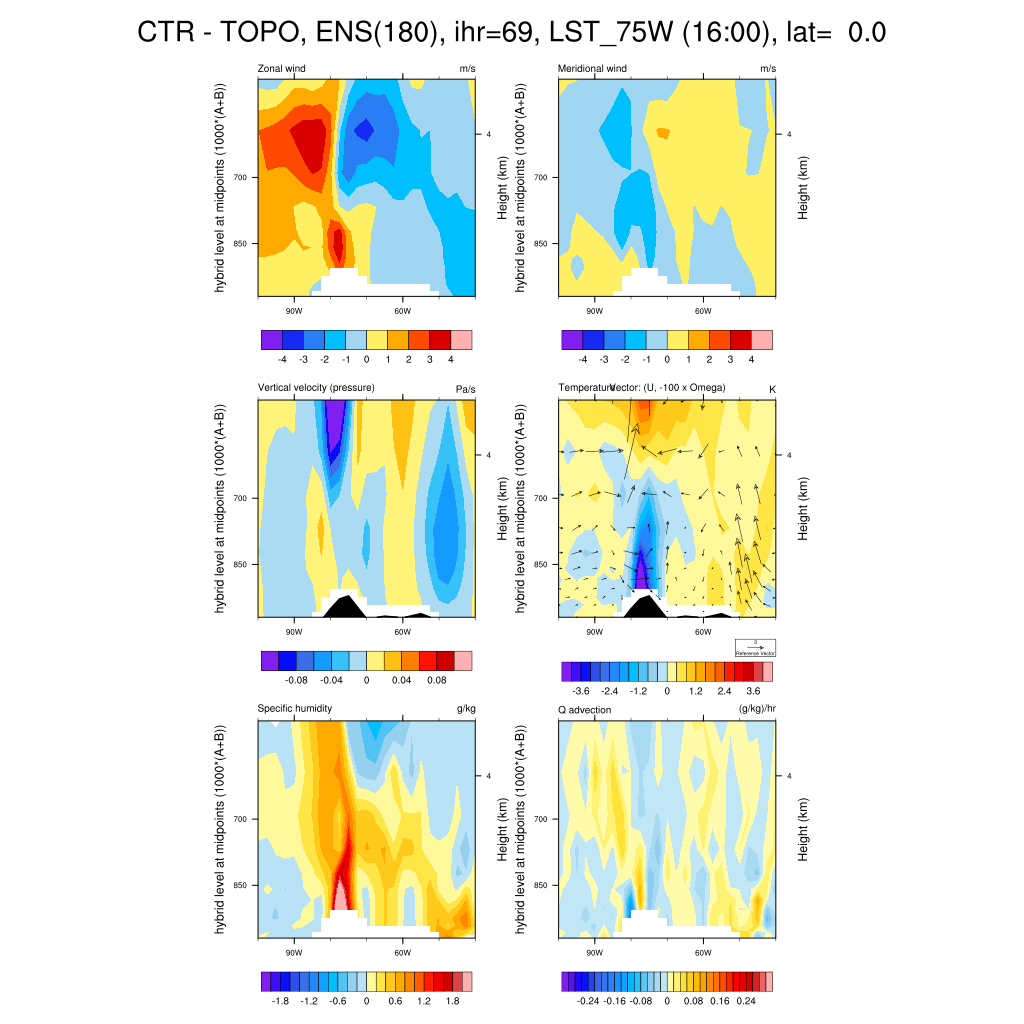 CTR - TOPO, ENS(180), ihr=69, LST_75W (16:00), lat= 0.0
Zonal wind m/s
hybrid level at midpoints (1000*(A+B))
700
850
4
Height (km)
90W 60W
-4 -3 -2 -1 0 1 2 3 4
Meridional wind m/s
hybrid level at midpoints (1000*(A+B))
700
850
4
Height (km)
90W 60W
-4 -3 -2 -1 0 1 2 3 4
Vertical velocity (pressure) Pa/s
hybrid level at midpoints (1000*(A+B))
700
850
4
Height (km)
90W 60W
-0.08 -0.04 0 0.04 0.08
Temperature Vector: (U, -100 x Omega) K
hybrid level at midpoints (1000*(A+B))
700
850
4
Height (km)
90W 60W
3
Reference Vector
-3.6 -2.4 -1.2 0 1.2 2.4 3.6
Specific humidity g/kg
hybrid level at midpoints (1000*(A+B))
700
850
4
Height (km)
90W 60W
-1.8 -1.2 -0.6 0 0.6 1.2 1.8
Q advection (g/kg)/hr
hybrid level at midpoints (1000*(A+B))
700
850
4
Height (km)
90W 60W
-0.24 -0.16 -0.08 0 0.08 0.16 0.24